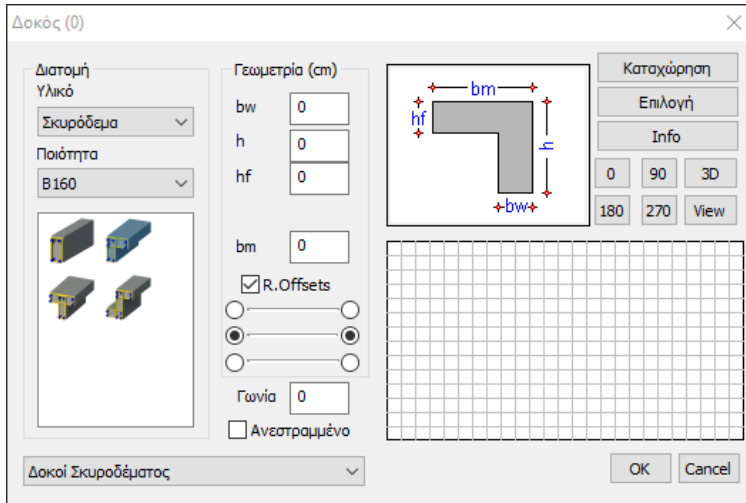 Δοκός (0)
Διατομή
Υλικό
Σκυρόδεμα
Ποιότητα
B160
Δοκοί Σκυροδέματος
Γεωμετρία (cm)
bw 0
h 0
hf 0
bm 0
R.Offsets
Γωνία 0
Ανεστραμμένο
bm
hf
h
bw
Καταχώρηση
Επιλογή
Info
0 90 3D
180 270 View
OK Cancel